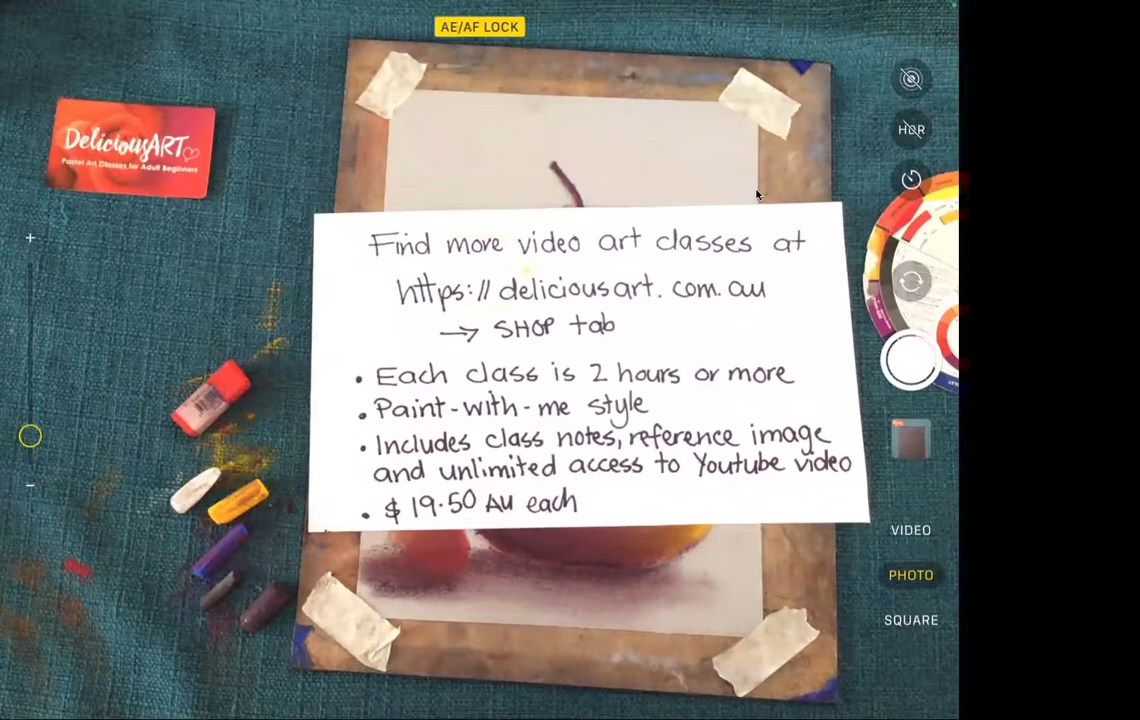 AE/AF LOCK
HDR
DeliciousART
Pastel Art Classes for Adult Beginners
Find more video art classes at
https://deliciousart.com.au
→ SHOP tab
• Each class is 2 hours or more
• Paint-with-me style
• Includes class notes, reference image
and unlimited access to Youtube video
• $19.50 AU each
VIDEO
PHOTO
SQUARE